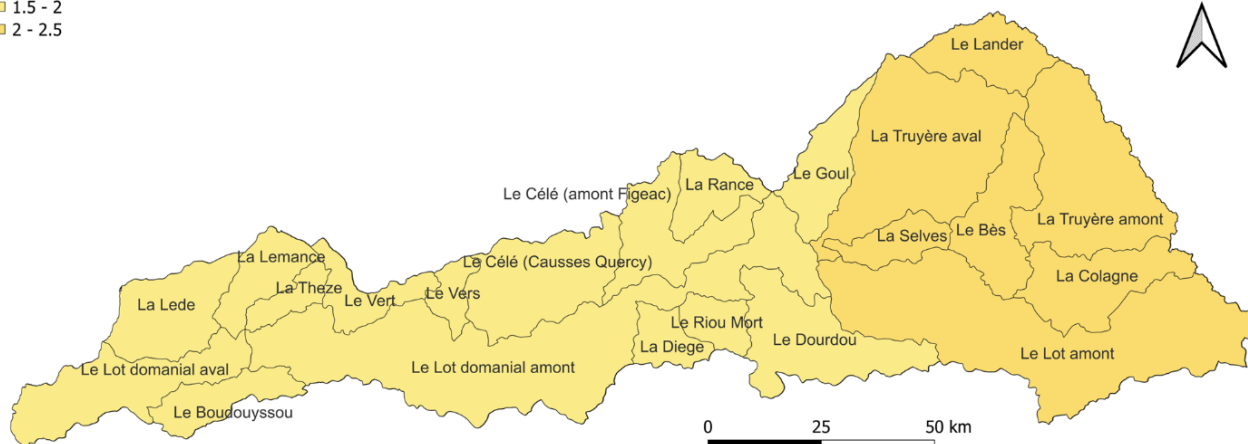 1.5 - 2
2 - 2.5
Le Lander
La Truyère aval
Le Goul
La Rance
Le Célé (amont Figeac)
La Truyère amont
La Selves
Le Bès
La Lemance
Le Célé (Causses Quercy)
La Colagne
La Theze
Le Vers
Le Vert
La Lede
Le Riou Mort
Le Dourdou
La Diege
Le Lot amont
Le Lot domanial amont
Le Lot domanial aval
Le Boudouyssou
0 25 50 km